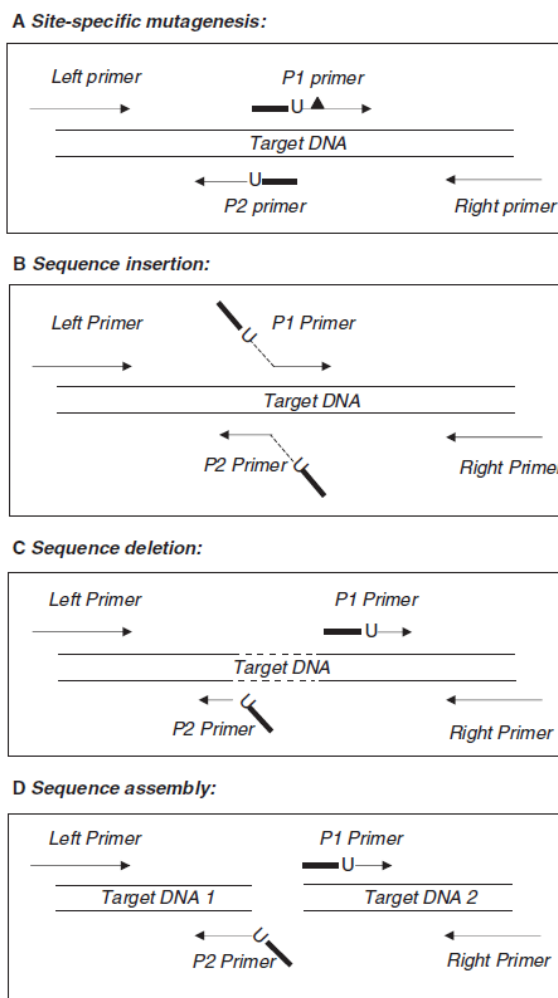 A Site-specific mutagenesis:
Left primer P1 primer
U
Target DNA
U
P2 primer Right primer
B Sequence insertion:
Left Primer P1 Primer
U
Target DNA
U
P2 Primer Right Primer
C Sequence deletion:
Left Primer P1 Primer
U
Target DNA
U
P2 Primer Right Primer
D Sequence assembly:
Left Primer P1 Primer
U
Target DNA 1 Target DNA 2
U
P2 Primer Right Primer